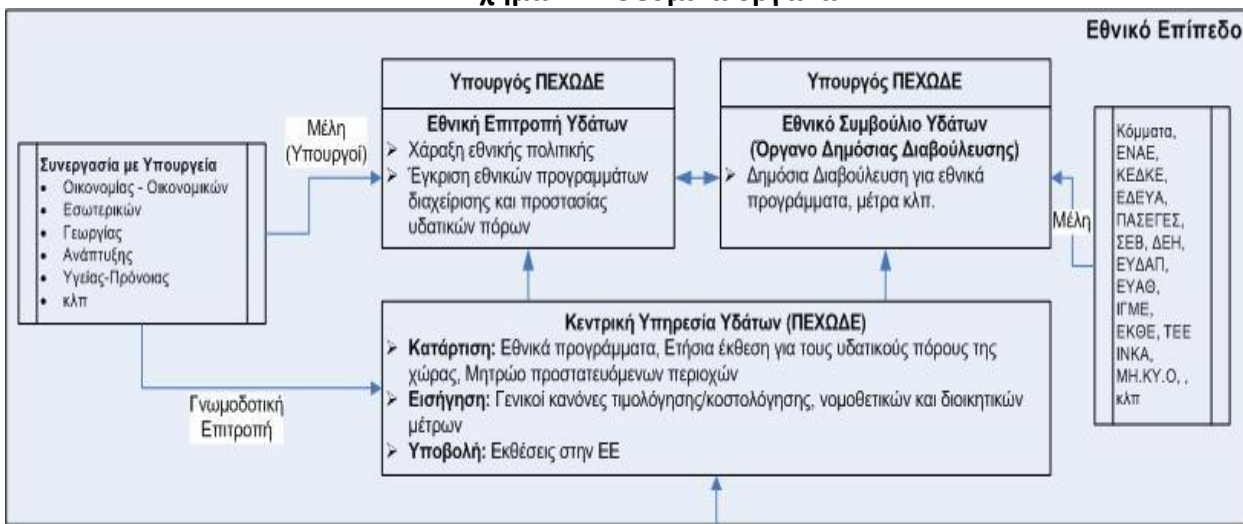 Εθνικό Επίπεδο
Συνεργασία με Υπουργεία
• Οικονομίας - Οικονομικών
• Εσωτερικών
• Γεωργίας
• Ανάπτυξης
• Υγείας-Πρόνοιας
• κλπ
Μέλη
(Υπουργοί)
Γνωμοδοτική
Επιτροπή
Υπουργός ΠΕΧΩΔΕ
Εθνική Επιτροπή Υδάτων
➢ Χάραξη εθνικής πολιτικής
➢ Έγκριση εθνικών προγραμμάτων
διαχείρισης και προστασίας
υδατικών πόρων
Υπουργός ΠΕΧΩΔΕ
Εθνικό Συμβούλιο Υδάτων
(Όργανο Δημόσιας Διαβούλευσης)
➢ Δημόσια Διαβούλευση για εθνικά
προγράμματα, μέτρα κλπ.
Μέλη
Κόμματα,
ΕΝΑΕ,
ΚΕΔΚΕ,
ΕΔΕΥΑ,
ΠΑΣΕΓΕΣ,
ΣΕΒ, ΔΕΗ,
ΕΥΔΑΠ,
ΕΥΑΘ,
ΙΓΜΕ,
ΕΚΘΕ, ΤΕΕ
ΙΝΚΑ,
ΜΗ.ΚΥ.Ο, ,
κλπ
Κεντρική Υπηρεσία Υδάτων (ΠΕΧΩΔΕ)
➢ Κατάρτιση: Εθνικά προγράμματα, Ετήσια έκθεση για τους υδατικούς πόρους της
χώρας, Μητρώο προστατευόμενων περιοχών
➢ Εισήγηση: Γενικοί κανόνες τιμολόγησης/κοστολόγησης, νομοθετικών και διοικητικών
μέτρων
➢ Υποβολή: Εκθέσεις στην ΕΕ